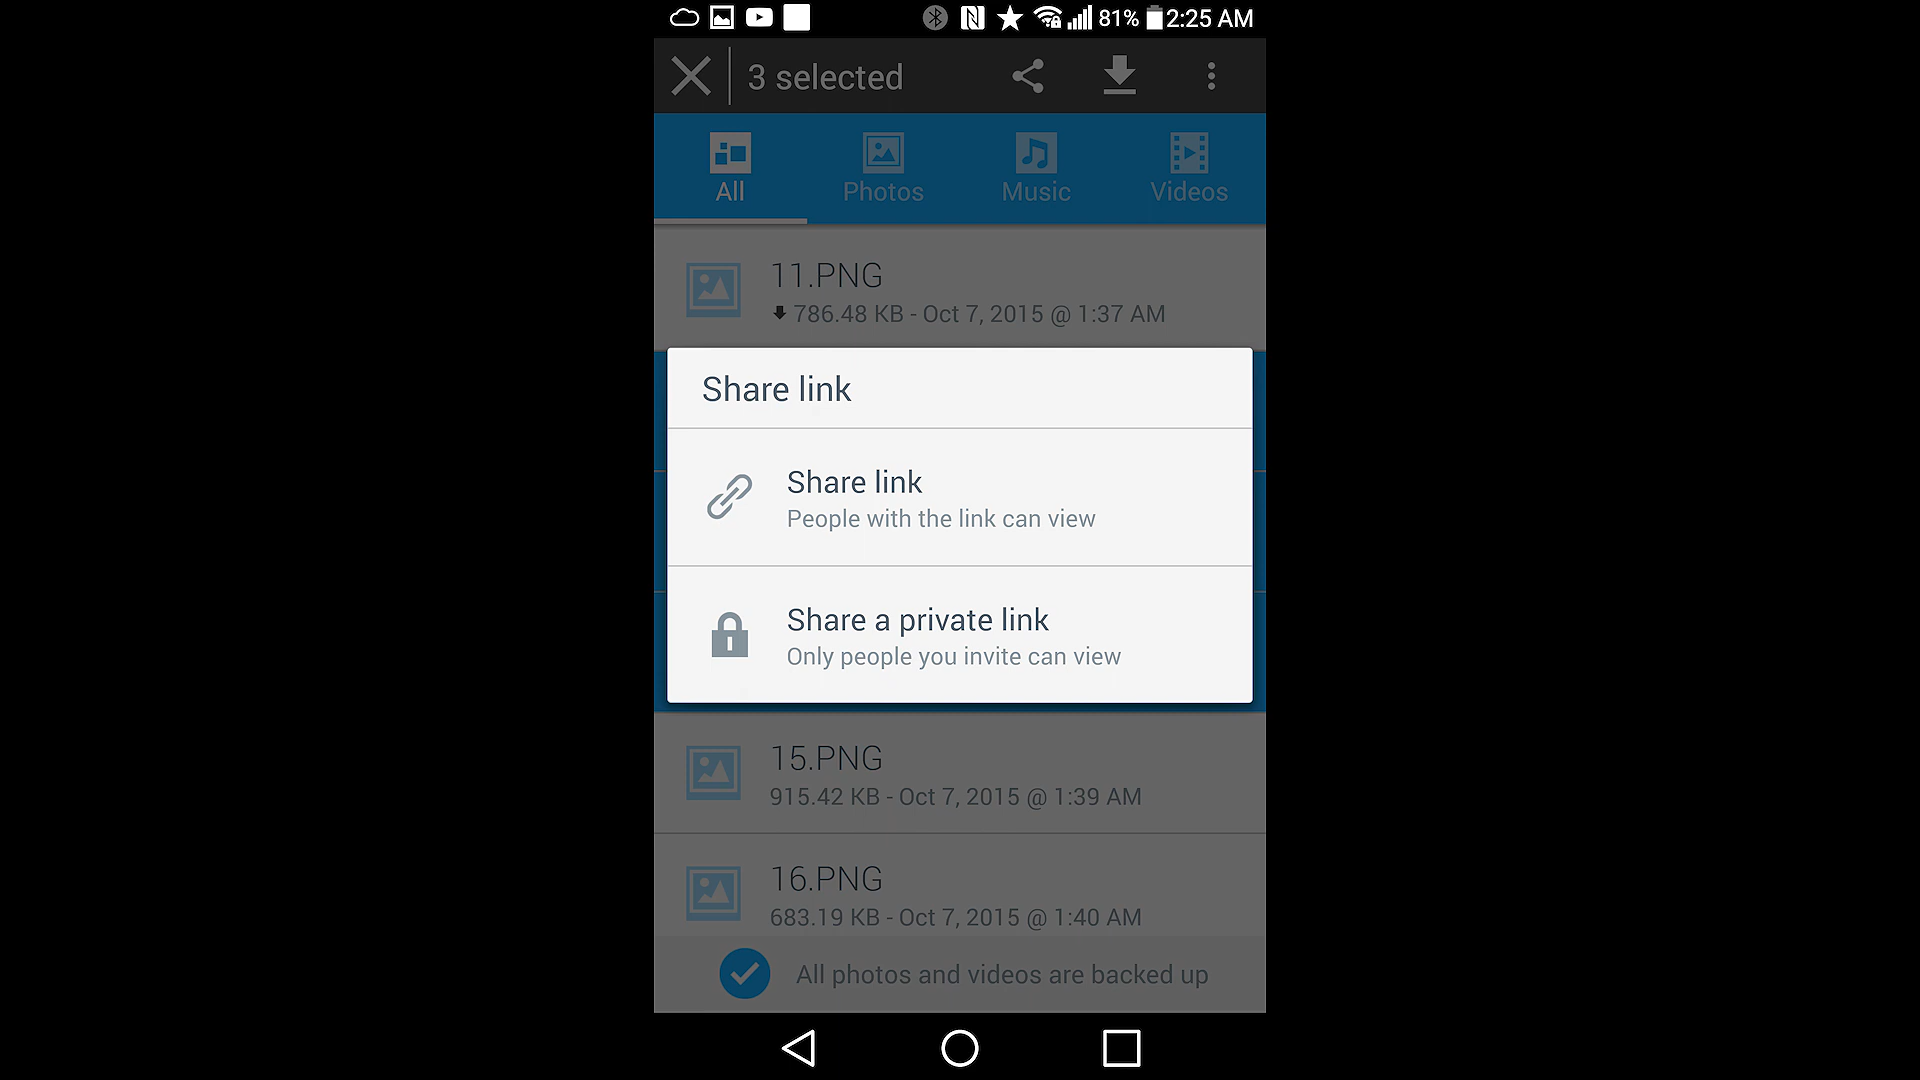 81% 2:25 AM
3 selected
All Photos Music Videos
11.PNG
786.48 KB - Oct 7, 2015 @ 1:37 AM
Share link
Share link
People with the link can view
Share a private link
Only people you invite can view
15.PNG
915.42 KB - Oct 7, 2015 @ 1:39 AM
16.PNG
683.19 KB - Oct 7, 2015 @ 1:40 AM
All photos and videos are backed up